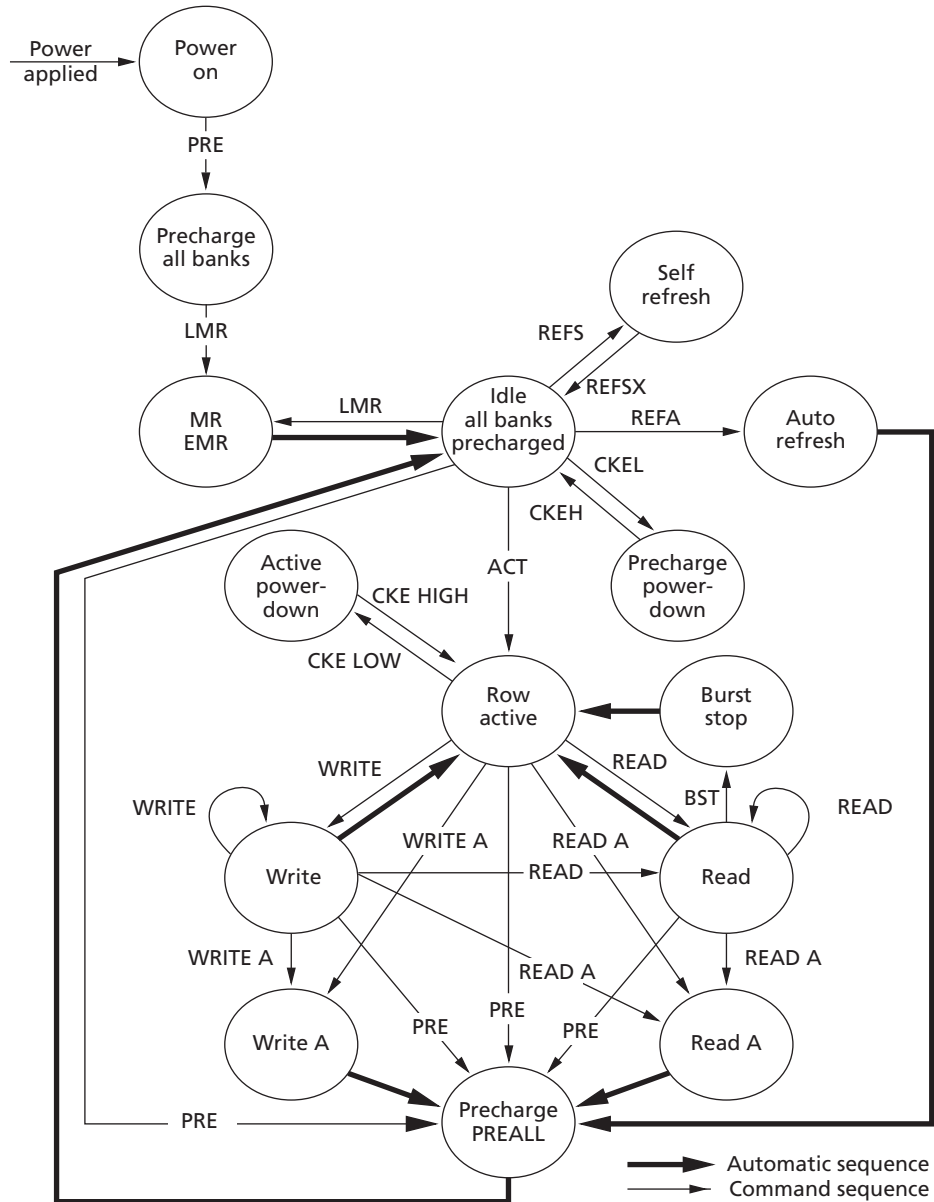 Power
applied
Power
on
PRE
Precharge
all banks
LMR
Self
refresh
REFS
REFSX
MR
EMR
LMR
Idle
all banks
precharged
REFA
Auto
refresh
CKEL
CKEH
Active
power-
down
CKE HIGH
CKE LOW
ACT
Precharge
power-
down
Row
active
Burst
stop
WRITE
READ
BST
WRITE
READ
WRITE A
READ A
Write
READ
Read
WRITE A
READ A
READ A
Write A
PRE
PRE
PRE
Read A
PRE
Precharge
PREALL
Automatic sequence
Command sequence